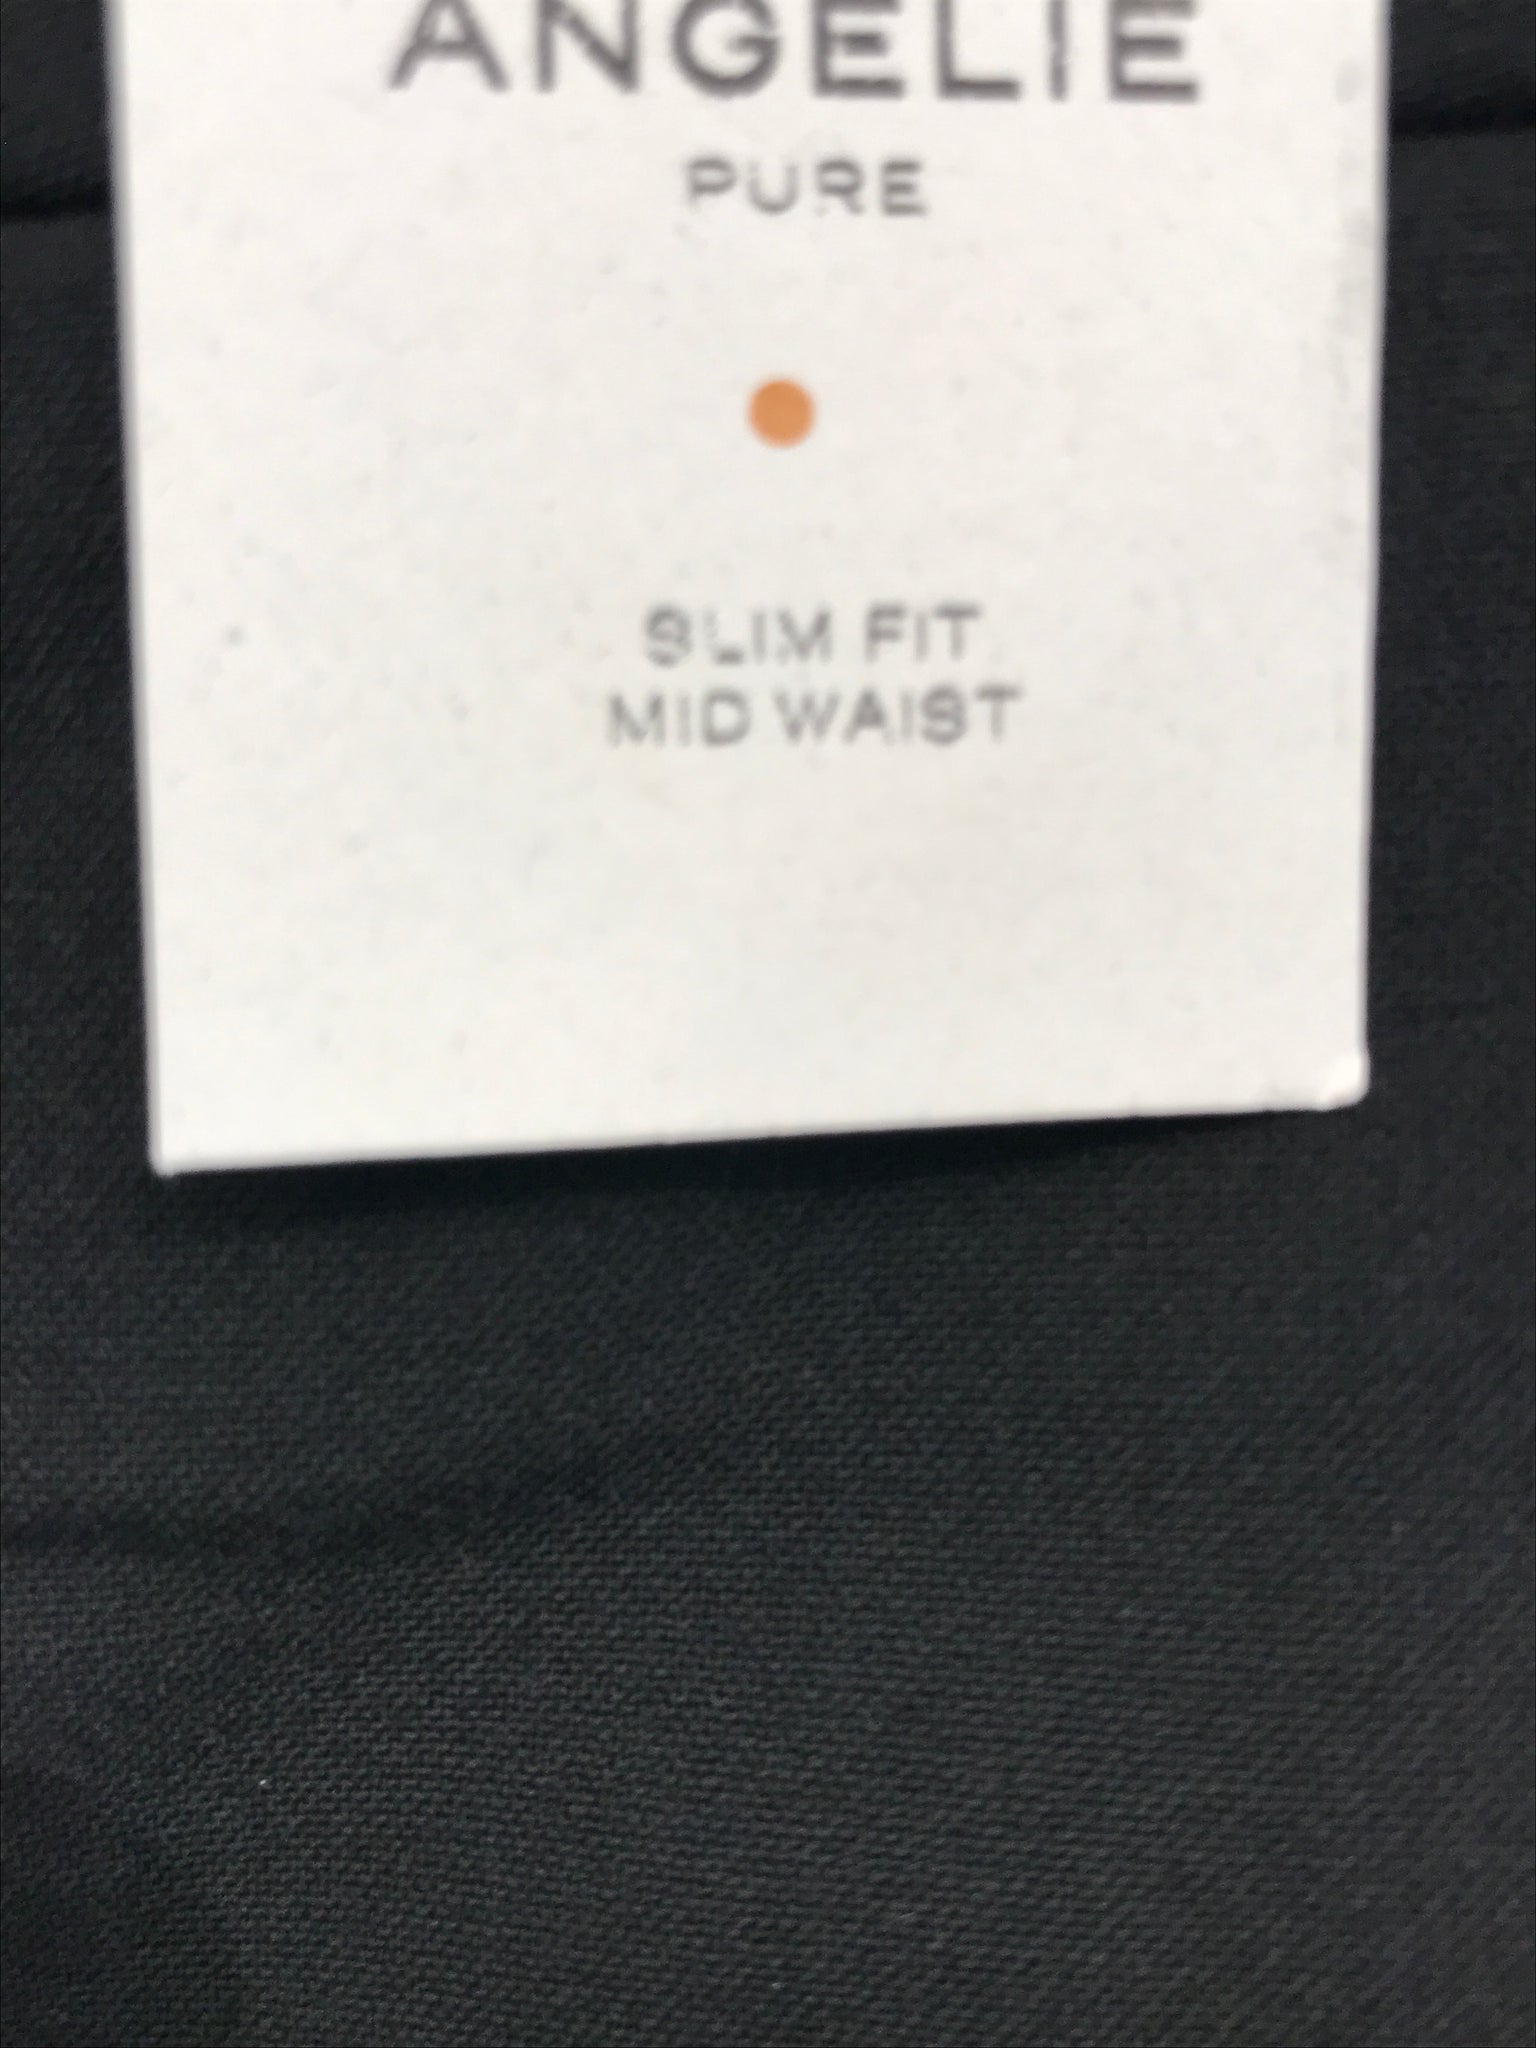 ANGELIE
PURE
SLIM FIT
MID WAIST